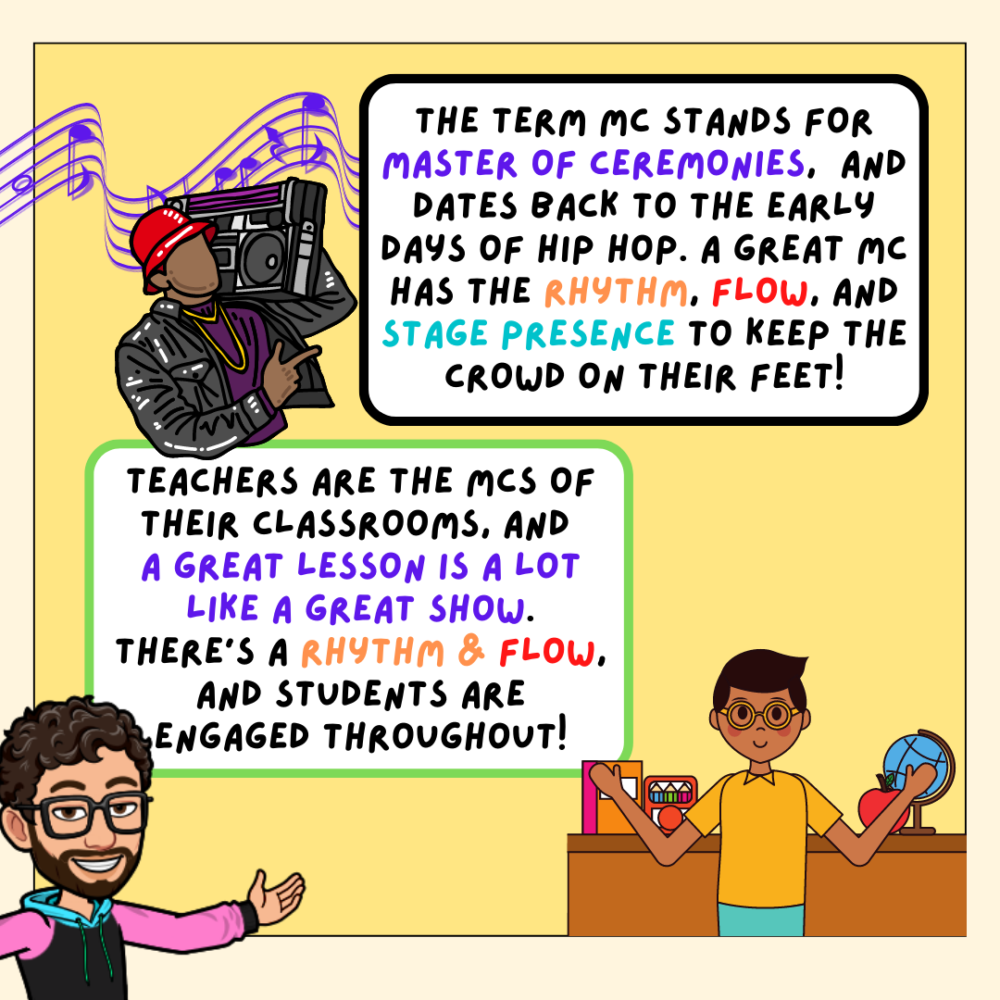 THE TERM MC STANDS FOR
MASTER OF CEREMONIES, AND
DATES BACK TO THE EARLY
DAYS OF HIP HOP. A GREAT MC
HAS THE RHYTHM, FLOW, AND
STAGE PRESENCE TO KEEP THE
CROWD ON THEIR FEET!
TEACHERS ARE THE MCS OF
THEIR CLASSROOMS, AND
A GREAT LESSON IS A LOT
LIKE A GREAT SHOW.
THERE'S A RHYTHM & FLOW,
AND STUDENTS ARE
ENGAGED THROUGHOUT!